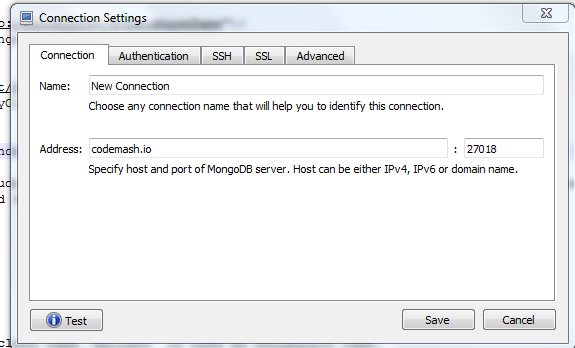 Connection Settings
Connection Authentication SSH SSL Advanced
Name: New Connection
Choose any connection name that will help you to identify this connection.
Address: codemash.io : 27018
Specify host and port of MongoDB server. Host can be either IPv4, IPv6 or domain name.
Test Save Cancel